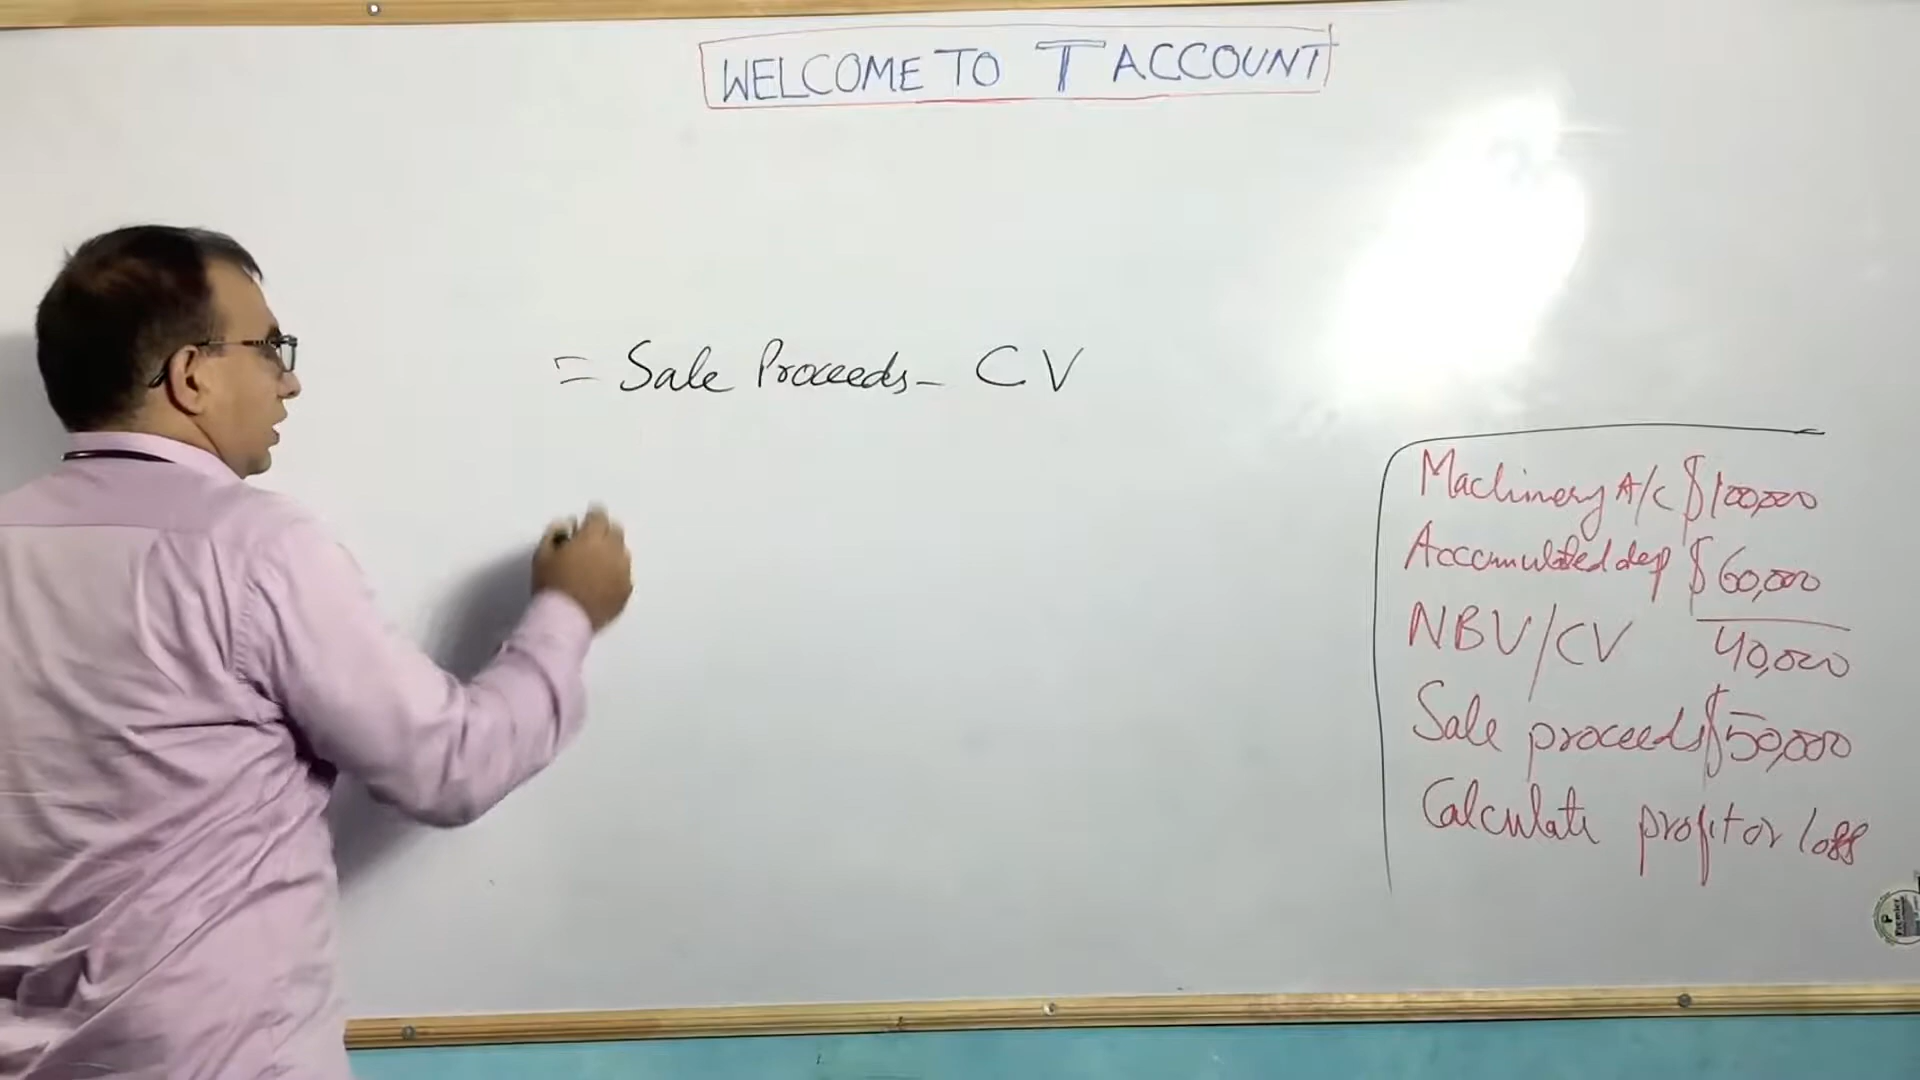 WELCOME TO T ACCOUNT
= Sale Proceeds - CV
Machinery A/C $100,000
Accumulated dep $60,000
NBV/CV 40,000
Sale proceeds $50,000
Calculate profit or loss
P Premier